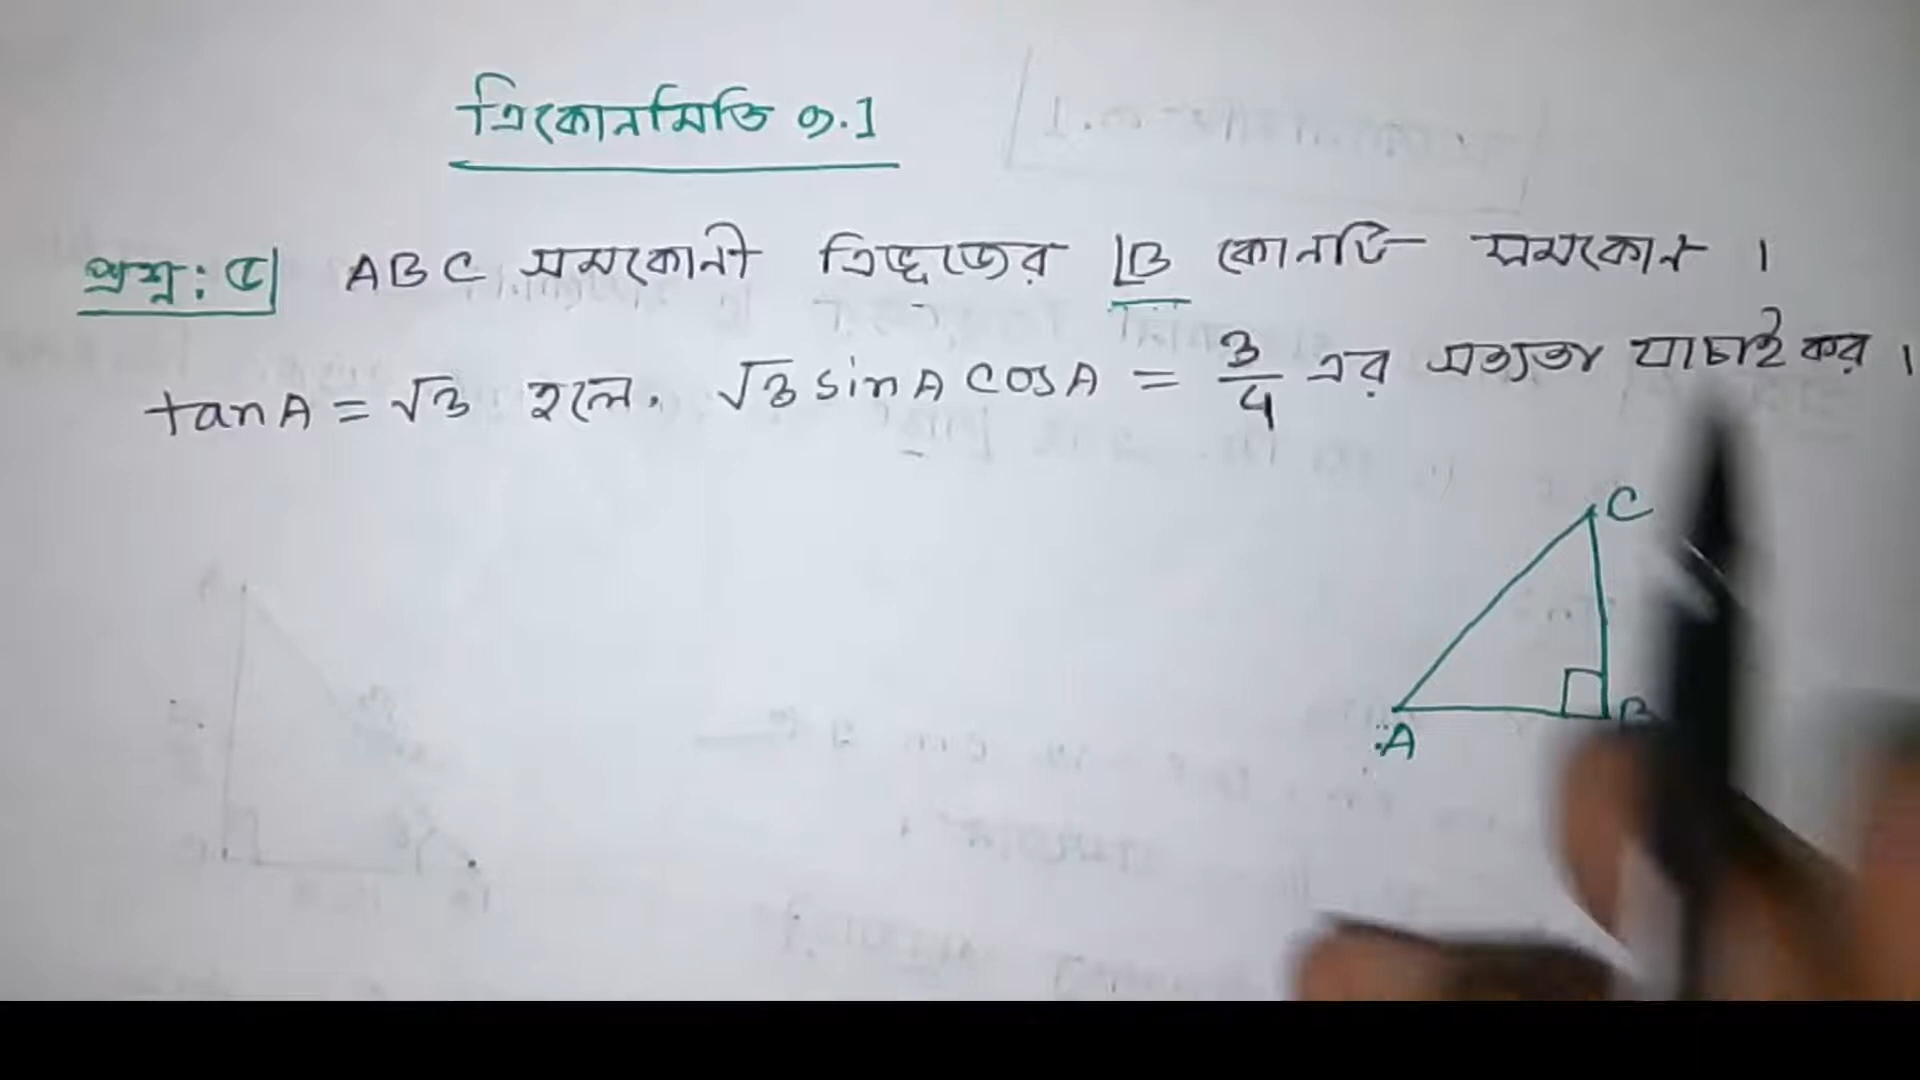 ত্রিকোনমিতি ৯.1
প্রশ্ন: ৫ ABC সমকোনী ত্রিভুজের ∠B কোনটি সমকোন ।
tanA = √3 হলে, √3 sinA cosA = 3/4 এর সত্যতা যাচাই কর ।
C
A B